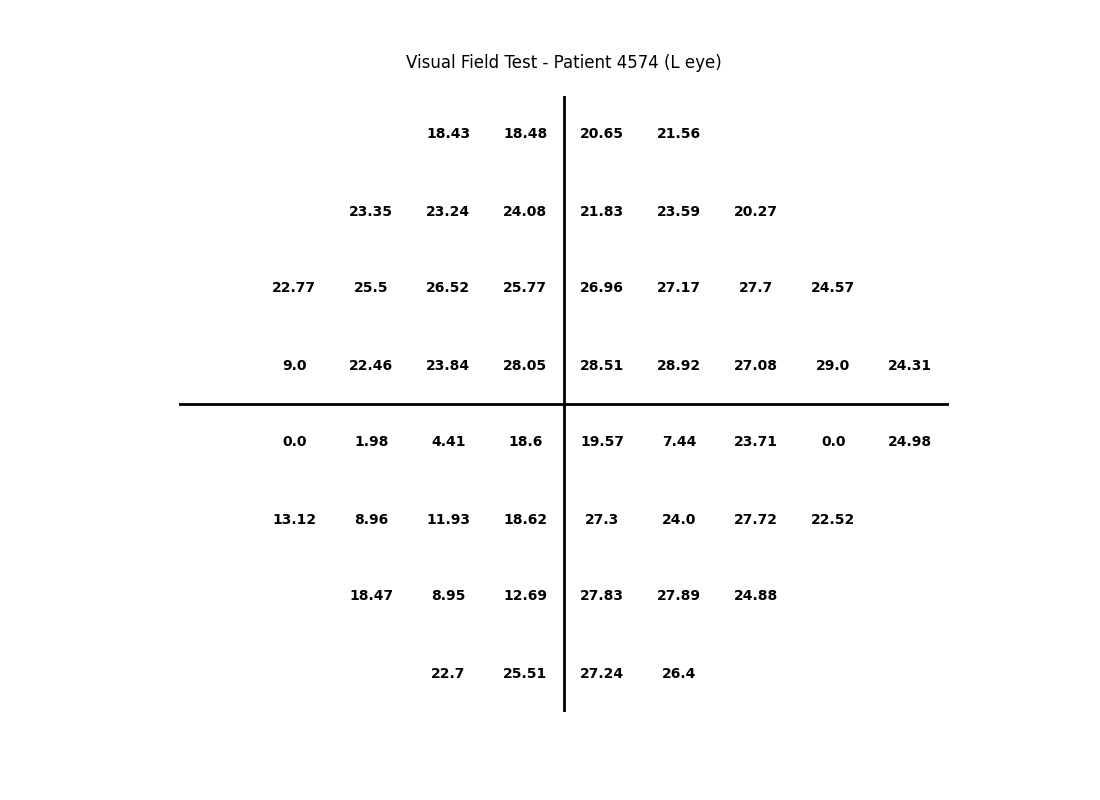 Visual Field Test - Patient 4574 (L eye)
18.43 18.48 20.65 21.56
23.35 23.24 24.08 21.83 23.59 20.27
22.77 25.5 26.52 25.77 26.96 27.17 27.7 24.57
9.0 22.46 23.84 28.05 28.51 28.92 27.08 29.0 24.31
0.0 1.98 4.41 18.6 19.57 7.44 23.71 0.0 24.98
13.12 8.96 11.93 18.62 27.3 24.0 27.72 22.52
18.47 8.95 12.69 27.83 27.89 24.88
22.7 25.51 27.24 26.4